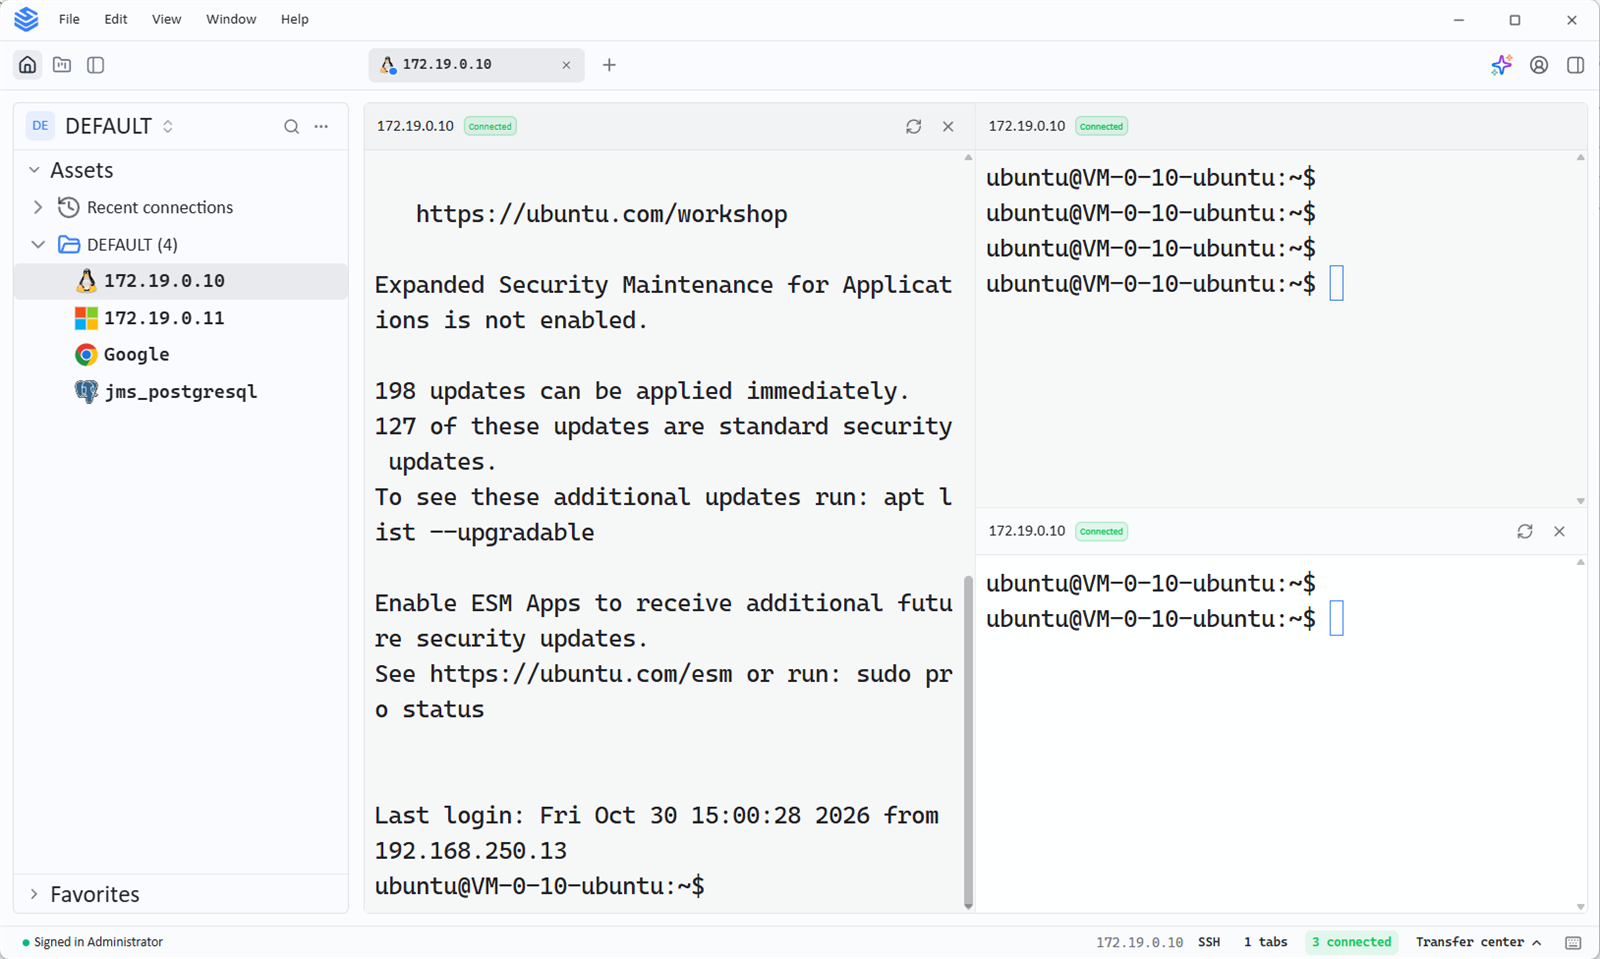 File Edit View Window Help
172.19.0.10
DE DEFAULT
Assets
Recent connections
DEFAULT (4)
172.19.0.10
172.19.0.11
Google
jms_postgresql
Favorites
172.19.0.10 Connected
https://ubuntu.com/workshop
Expanded Security Maintenance for Applicat
ions is not enabled.
198 updates can be applied immediately.
127 of these updates are standard security
 updates.
To see these additional updates run: apt l
ist --upgradable
Enable ESM Apps to receive additional futu
re security updates.
See https://ubuntu.com/esm or run: sudo pr
o status
Last login: Fri Oct 30 15:00:28 2026 from
192.168.250.13
ubuntu@VM-0-10-ubuntu:~$
172.19.0.10 Connected
ubuntu@VM-0-10-ubuntu:~$
ubuntu@VM-0-10-ubuntu:~$
ubuntu@VM-0-10-ubuntu:~$
ubuntu@VM-0-10-ubuntu:~$
172.19.0.10 Connected
ubuntu@VM-0-10-ubuntu:~$
ubuntu@VM-0-10-ubuntu:~$
Signed in Administrator
172.19.0.10 SSH 1 tabs 3 connected Transfer center